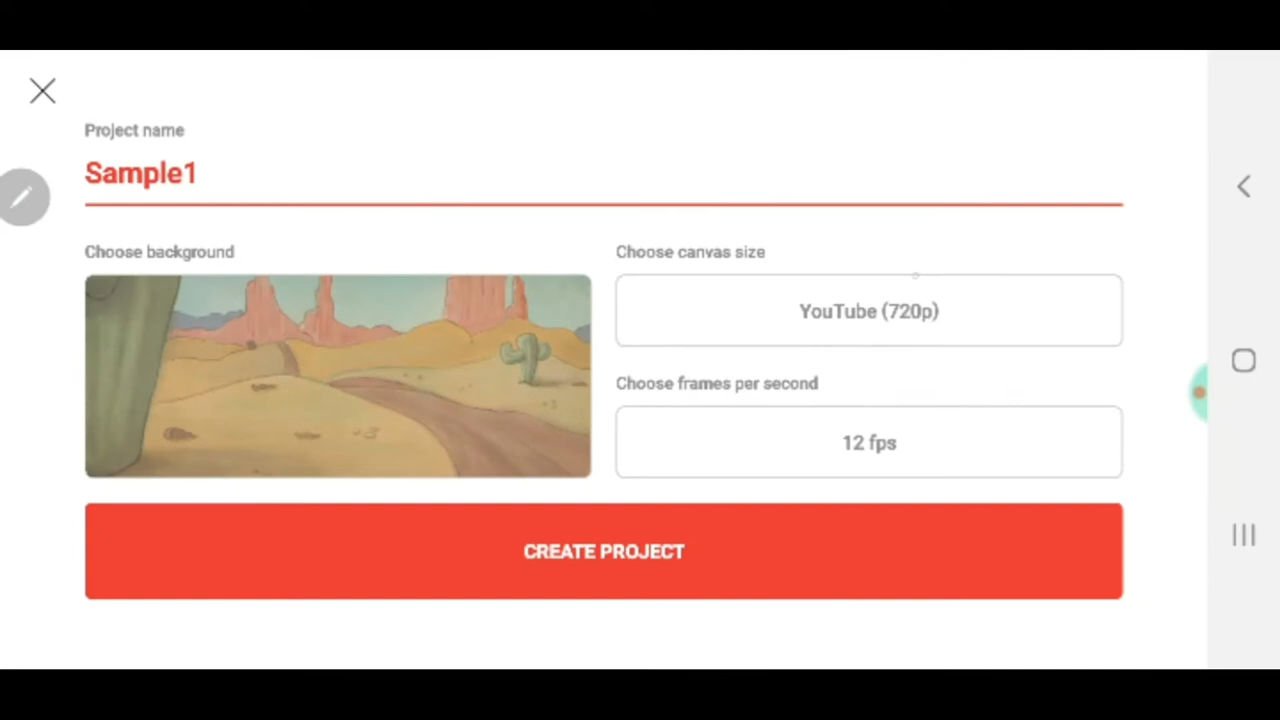 Project name
Sample1
Choose background
Choose canvas size
YouTube (720p)
Choose frames per second
12 fps
CREATE PROJECT